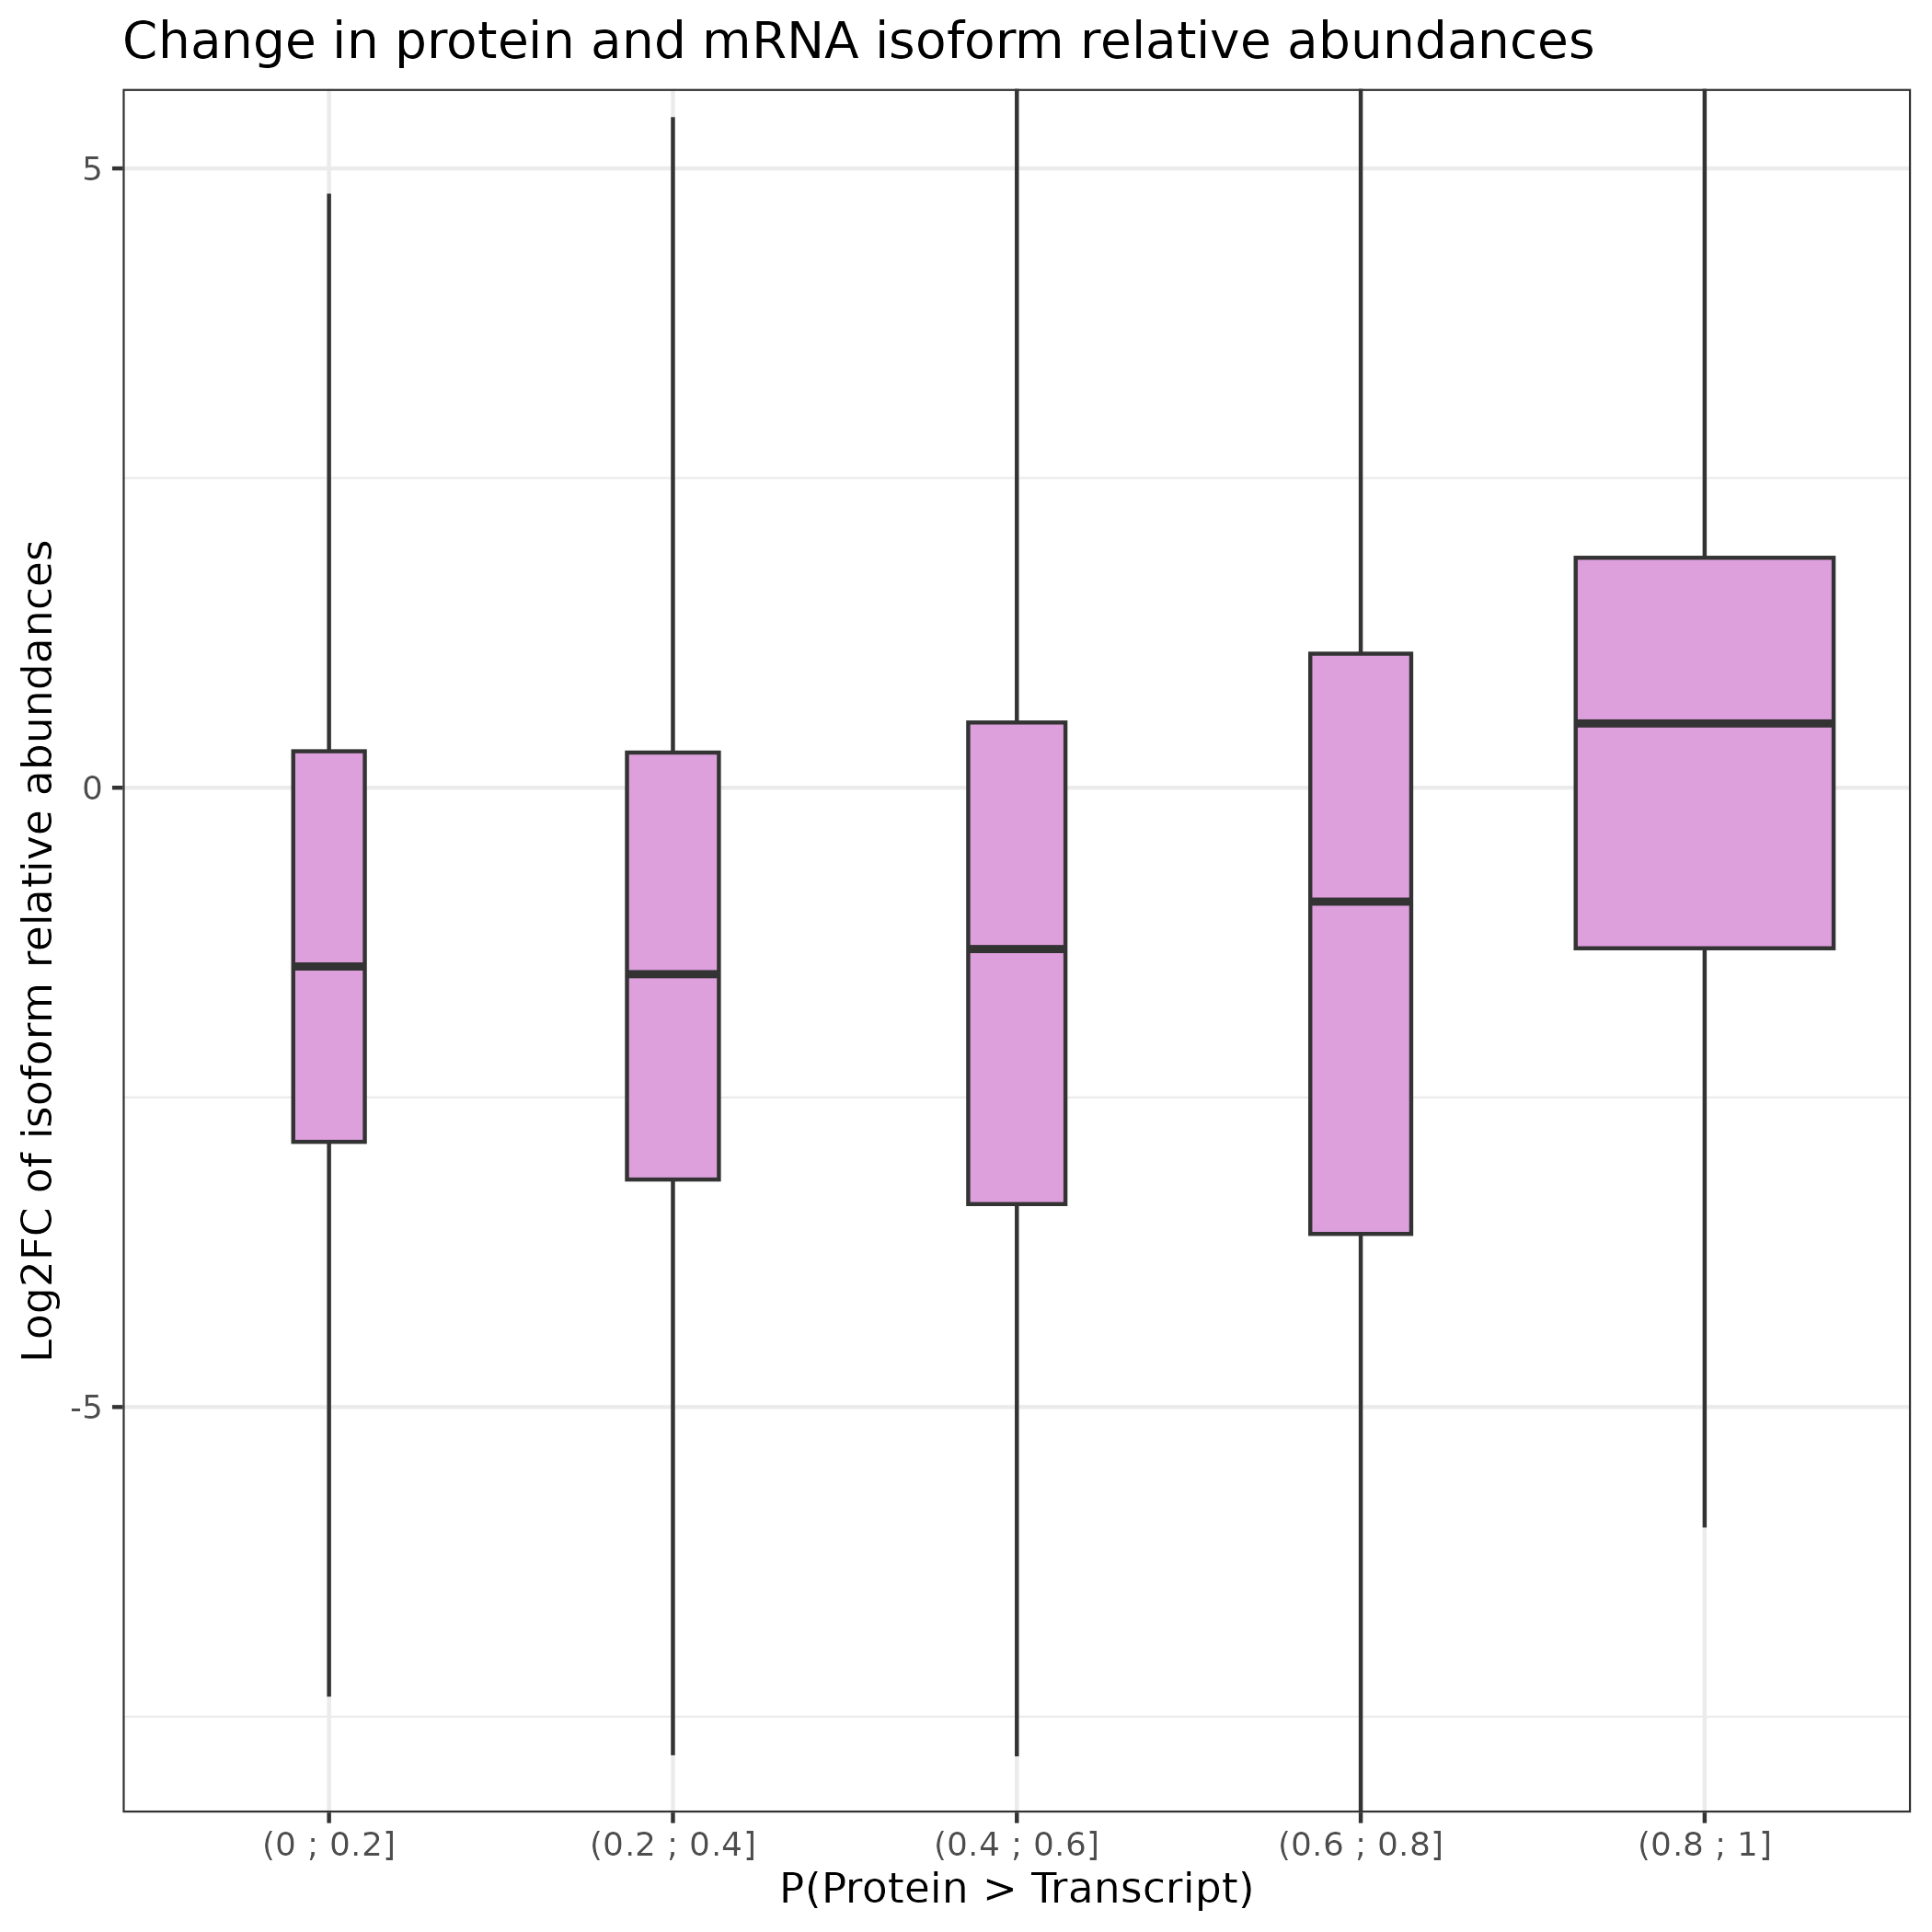 Change in protein and mRNA isoform relative abundances
Log2FC of isoform relative abundances
5
0
-5
(0 ; 0.2]
(0.2 ; 0.4]
(0.4 ; 0.6]
(0.6 ; 0.8]
(0.8 ; 1]
P(Protein > Transcript)